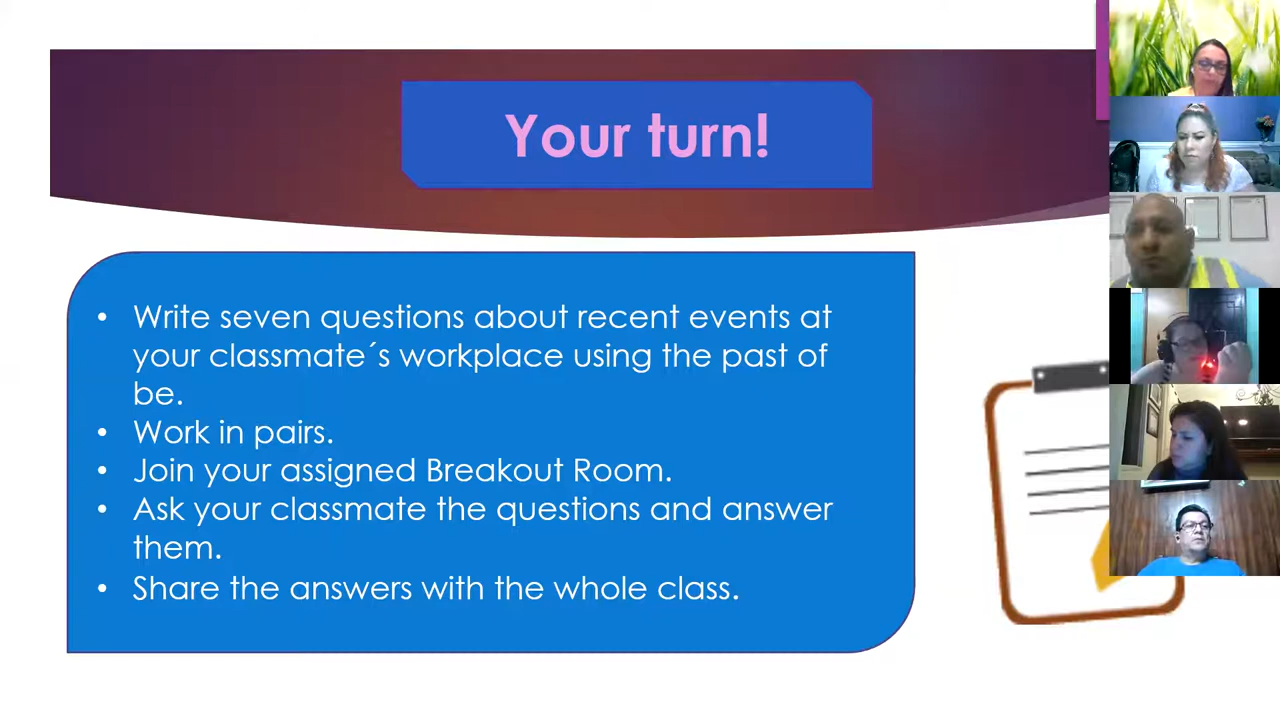 Your turn!
• Write seven questions about recent events at
your classmate´s workplace using the past of
be.
• Work in pairs.
• Join your assigned Breakout Room.
• Ask your classmate the questions and answer
them.
• Share the answers with the whole class.